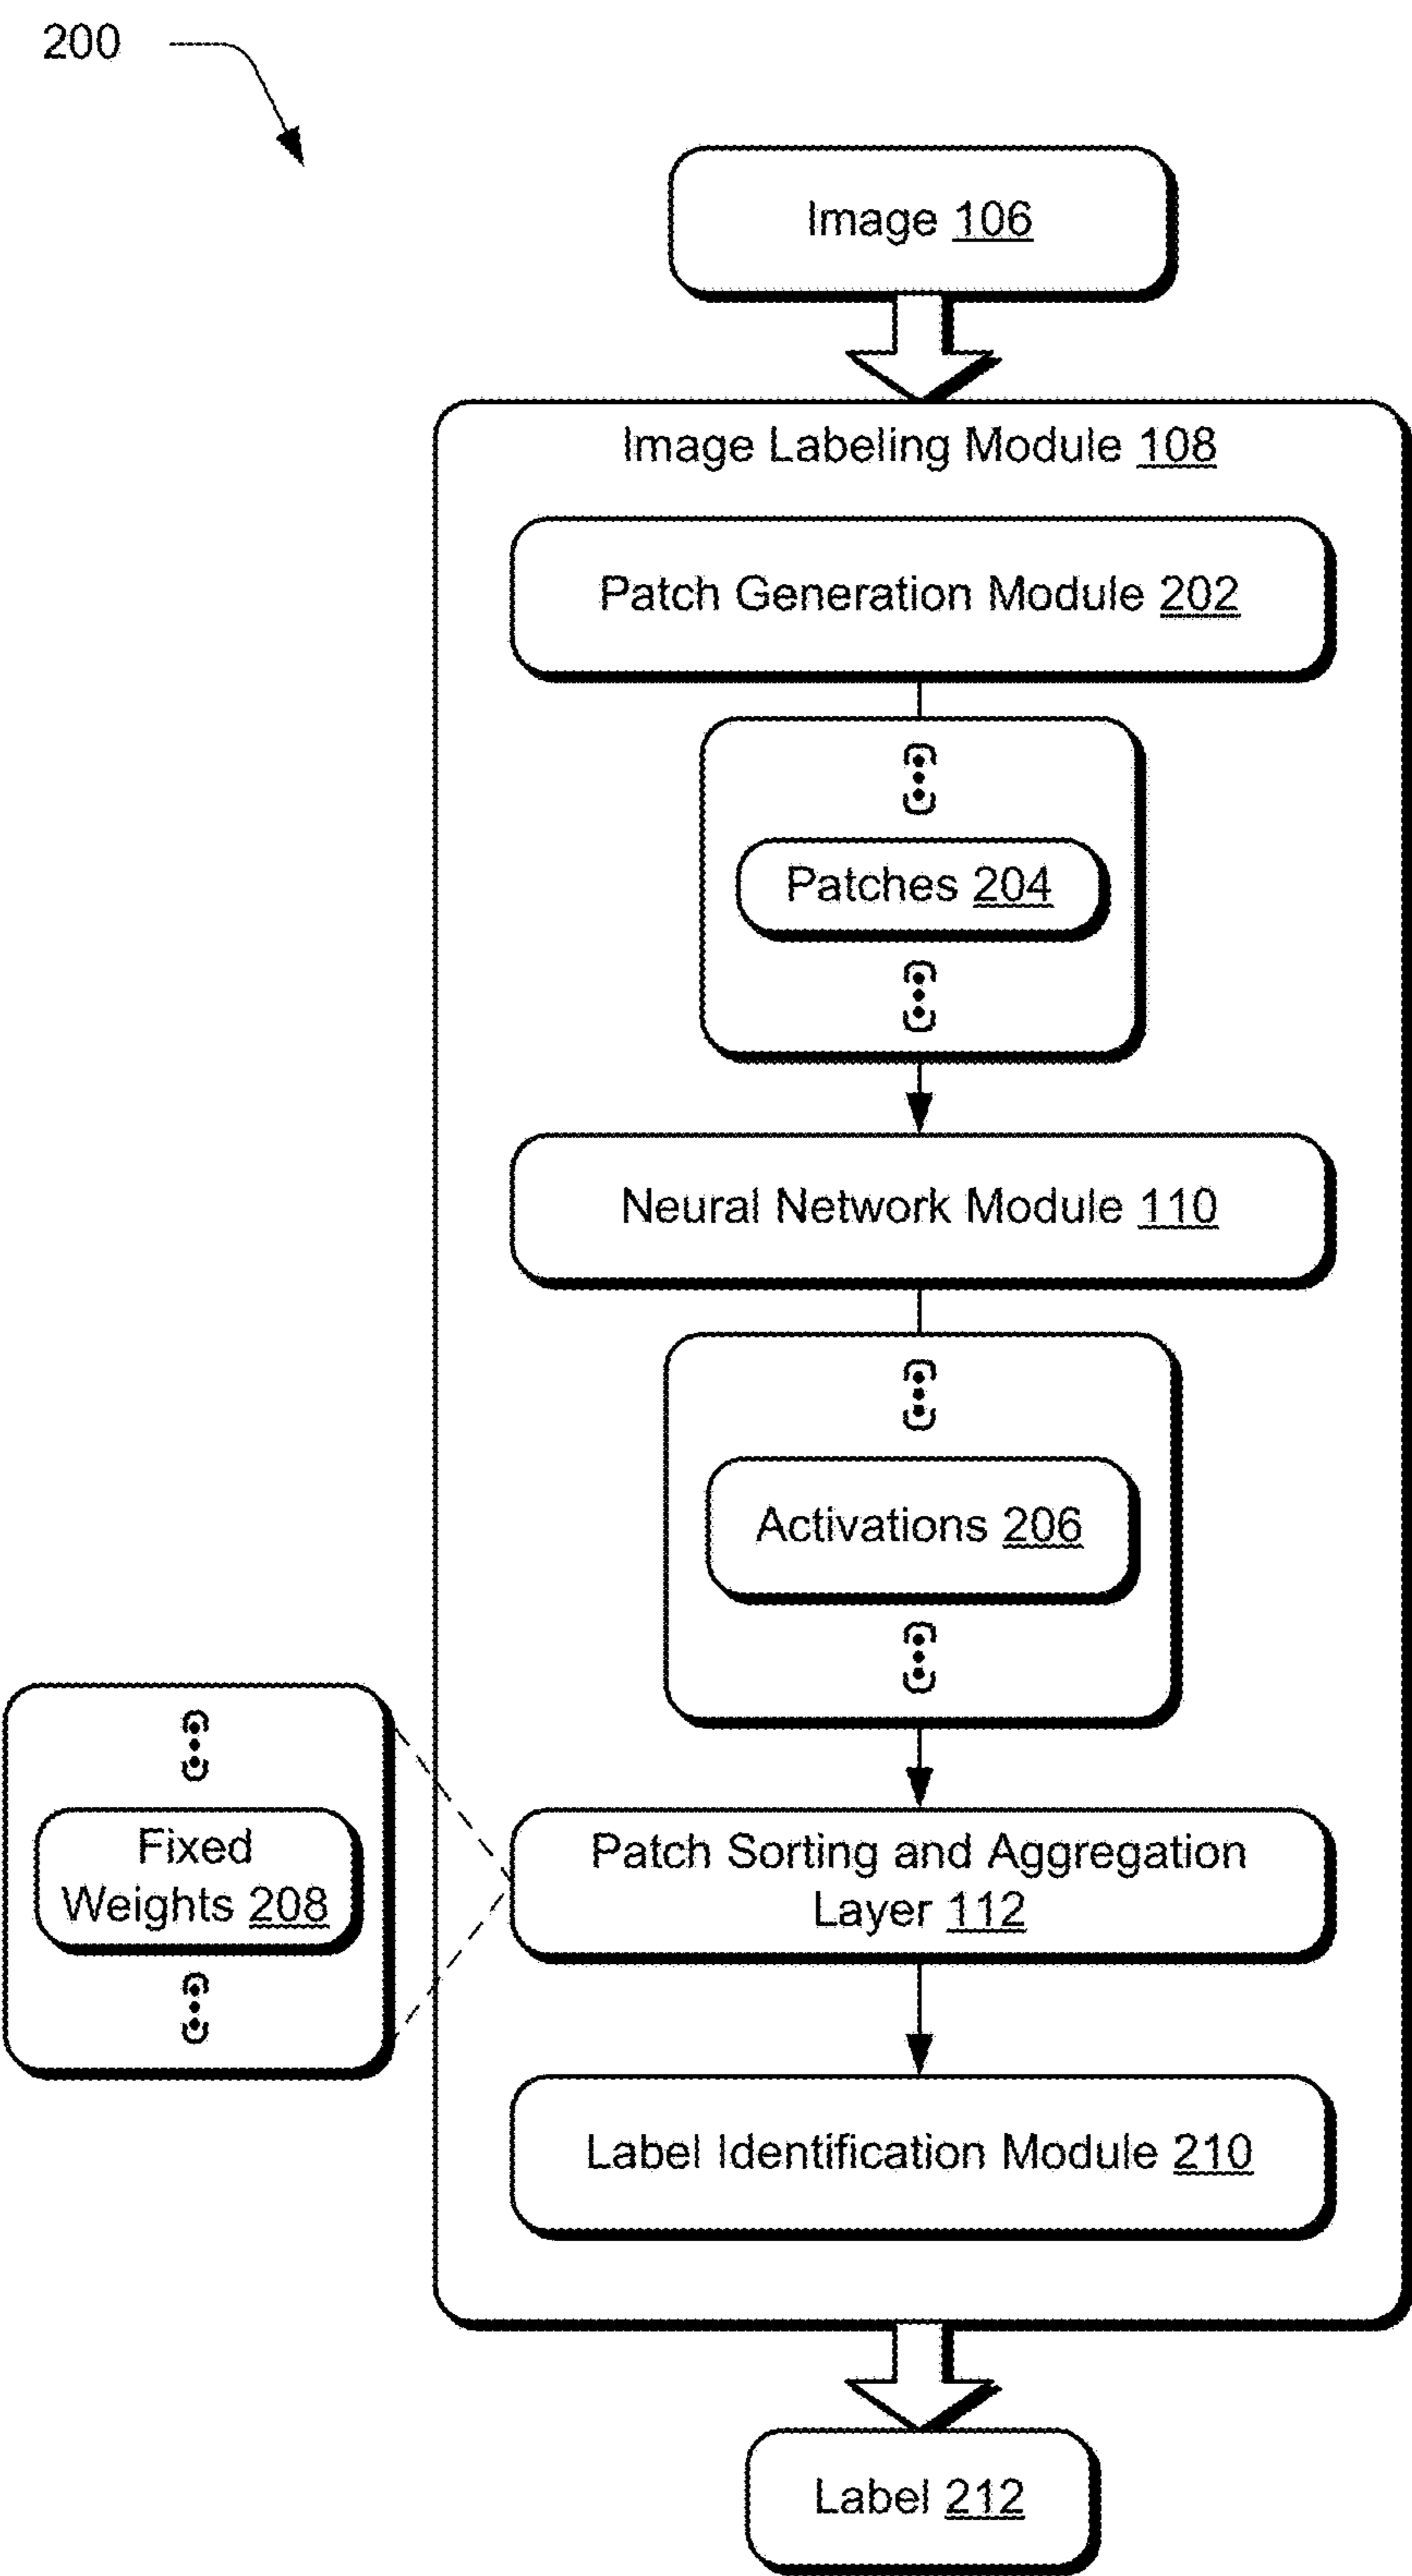 200
Image 106
Image Labeling Module 108
Patch Generation Module 202
Patches 204
Neural Network Module 110
Activations 206
Fixed
Weights 208
Patch Sorting and Aggregation
Layer 112
Label Identification Module 210
Label 212